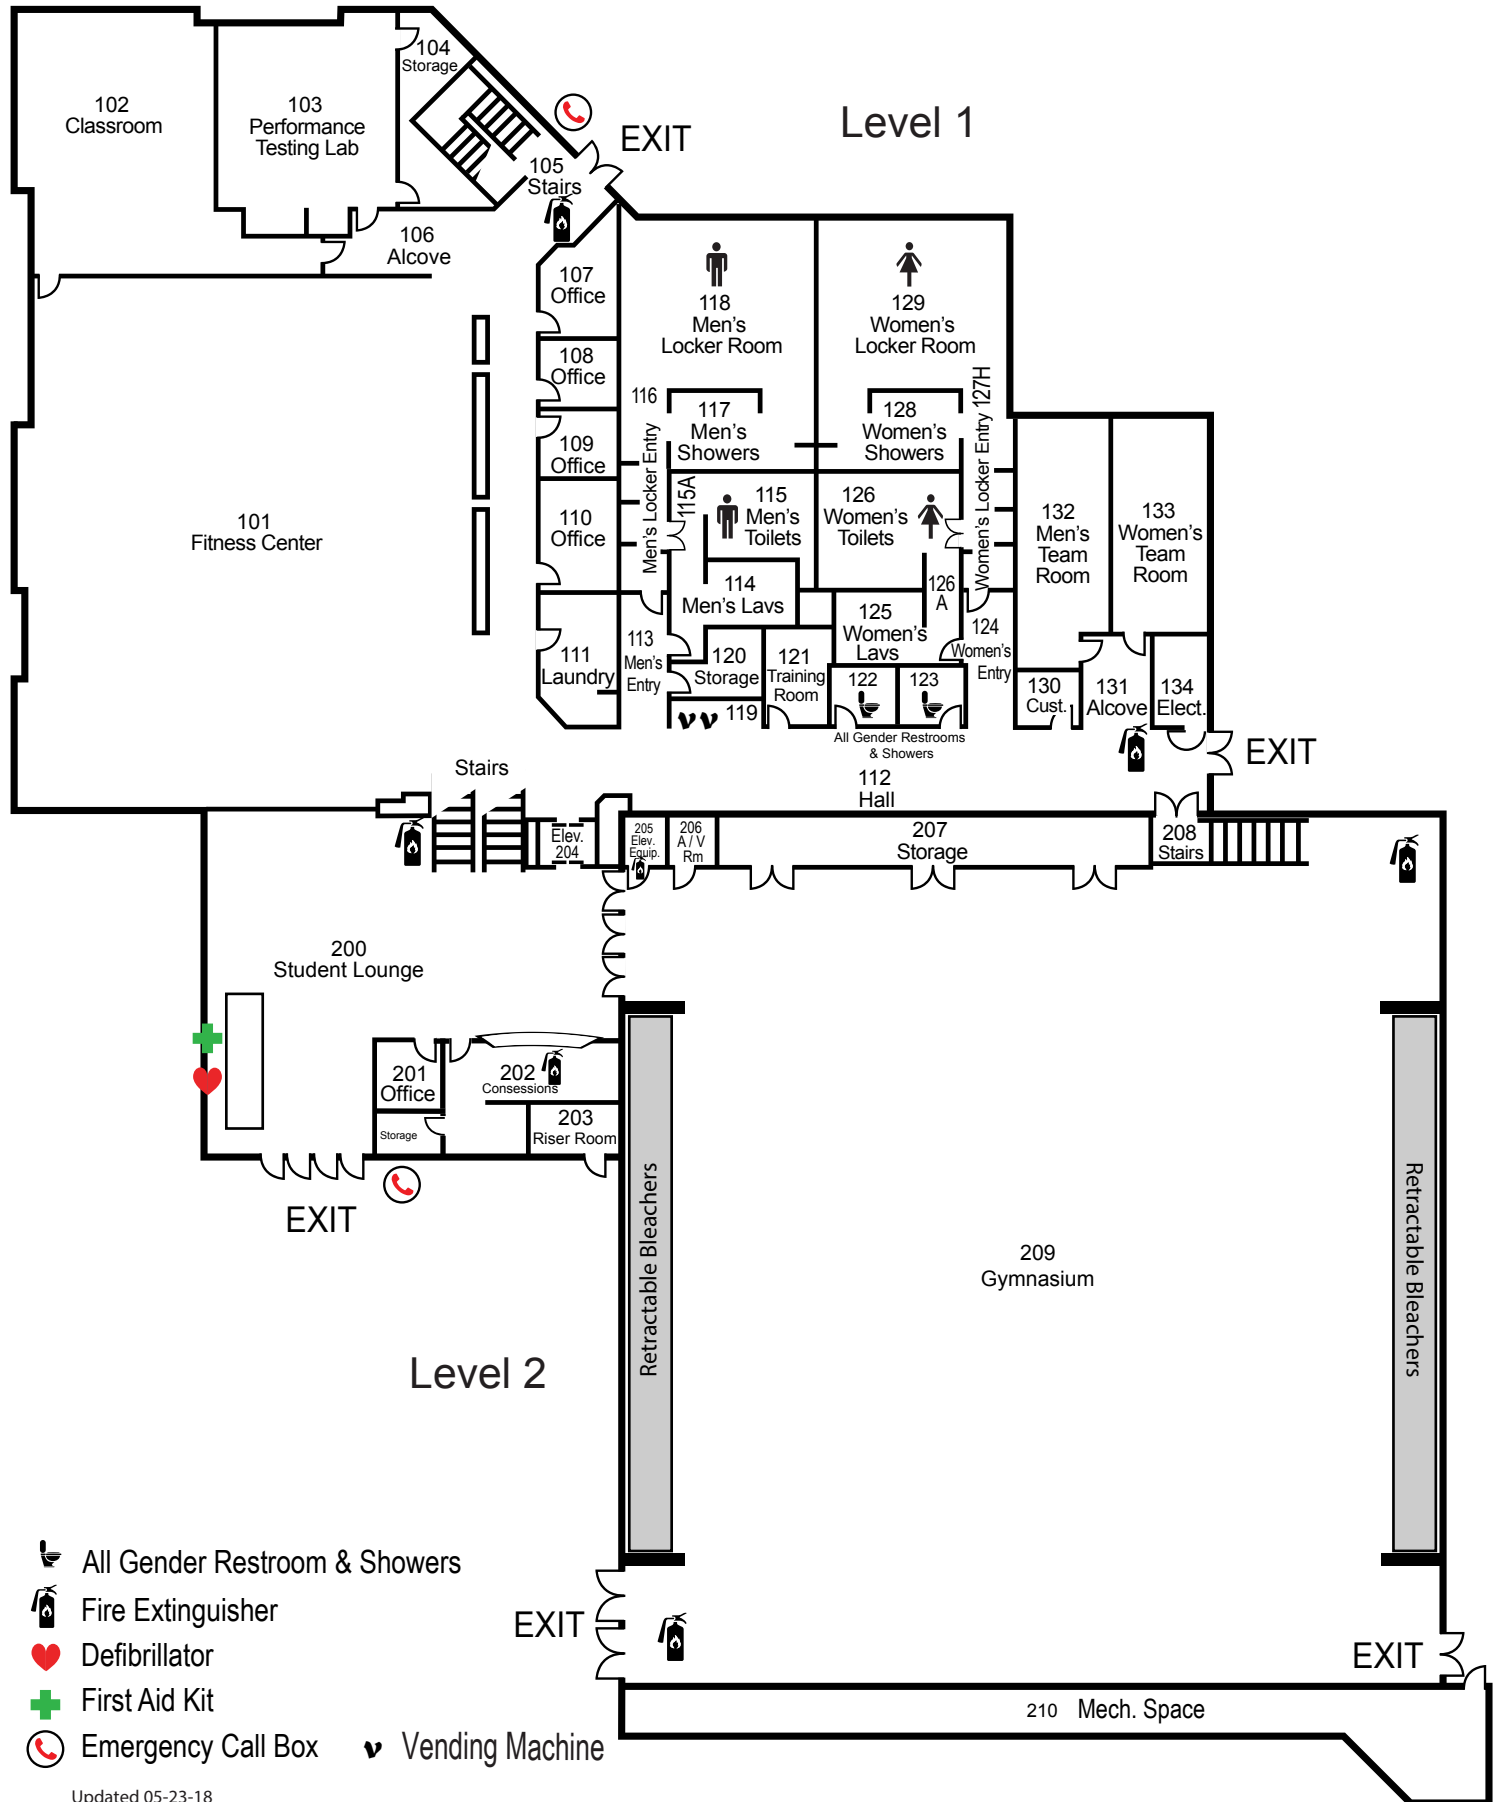 Level 1
104
Storage
102
Classroom
103
Performance
Testing Lab
EXIT
105
Stairs
106
Alcove
107
Office
118
Men's
Locker Room
129
Women's
Locker Room
108
Office
116
Men's Locker Entry
117
Men's
Showers
128
Women's
Showers
Women's Locker Entry 127H
109
Office
101
Fitness Center
110
Office
115A
115
Men's
Toilets
126
Women's
Toilets
132
Men's
Team
Room
133
Women's
Team
Room
114
Men's Lavs
126
A
125
Women's
Lavs
124
Women's
Entry
111
Laundry
113
Men's
Entry
120
Storage
121
Training
Room
122
123
130
Cust.
131
Alcove
134
Elect.
119
All Gender Restrooms
& Showers
EXIT
Stairs
112
Hall
Elev.
204
205
Elev.
Equip.
206
A / V
Rm
207
Storage
208
Stairs
200
Student Lounge
201
Office
202
Consessions
Storage
203
Riser Room
EXIT
Retractable Bleachers
Retractable Bleachers
209
Gymnasium
Level 2
EXIT
EXIT
210 Mech. Space
All Gender Restroom & Showers
Fire Extinguisher
Defibrillator
First Aid Kit
Emergency Call Box
Vending Machine
Updated 05-23-18